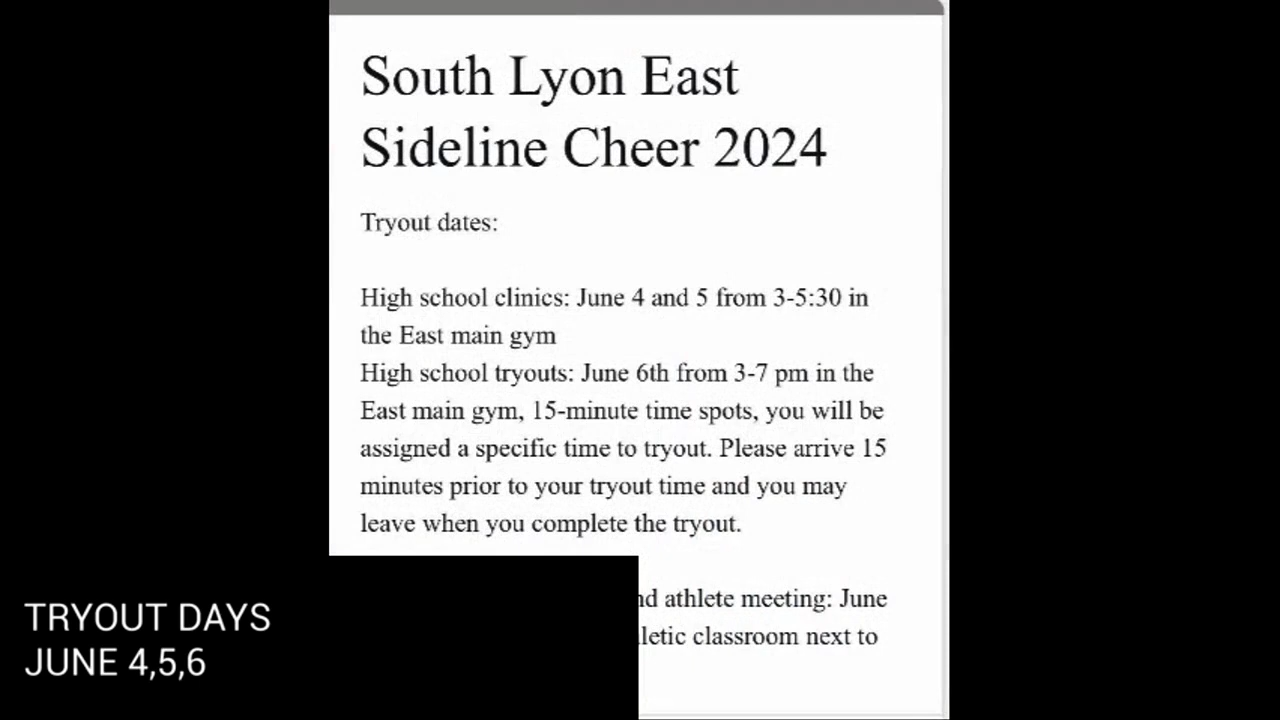 South Lyon East
Sideline Cheer 2024
Tryout dates:
High school clinics: June 4 and 5 from 3-5:30 in
the East main gym
High school tryouts: June 6th from 3-7 pm in the
East main gym, 15-minute time spots, you will be
assigned a specific time to tryout. Please arrive 15
minutes prior to your tryout time and you may
leave when you complete the tryout.
athlete meeting: June
classroom next to
TRYOUT DAYS
JUNE 4,5,6